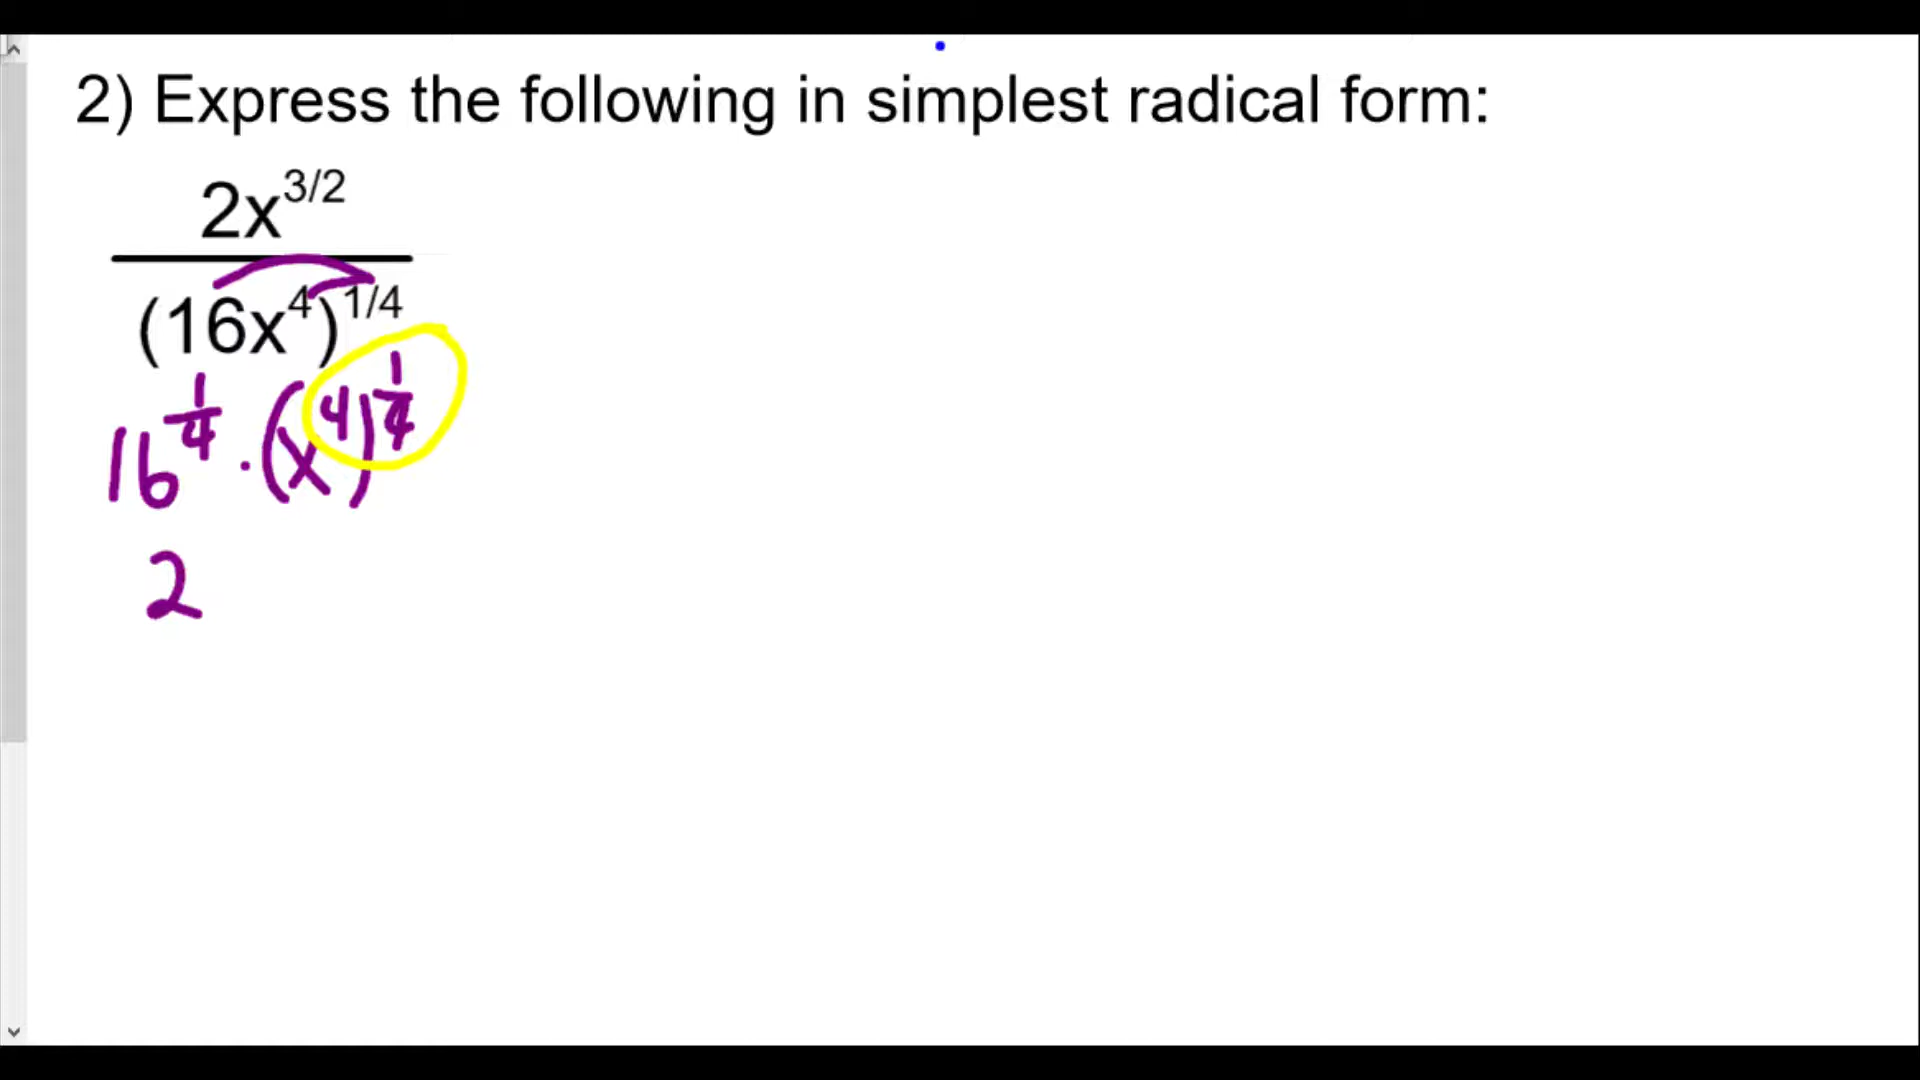 2) Express the following in simplest radical form:
2x^3/2
(16x^4)^1/4
16^1/4 · (x^4)^1/4
2